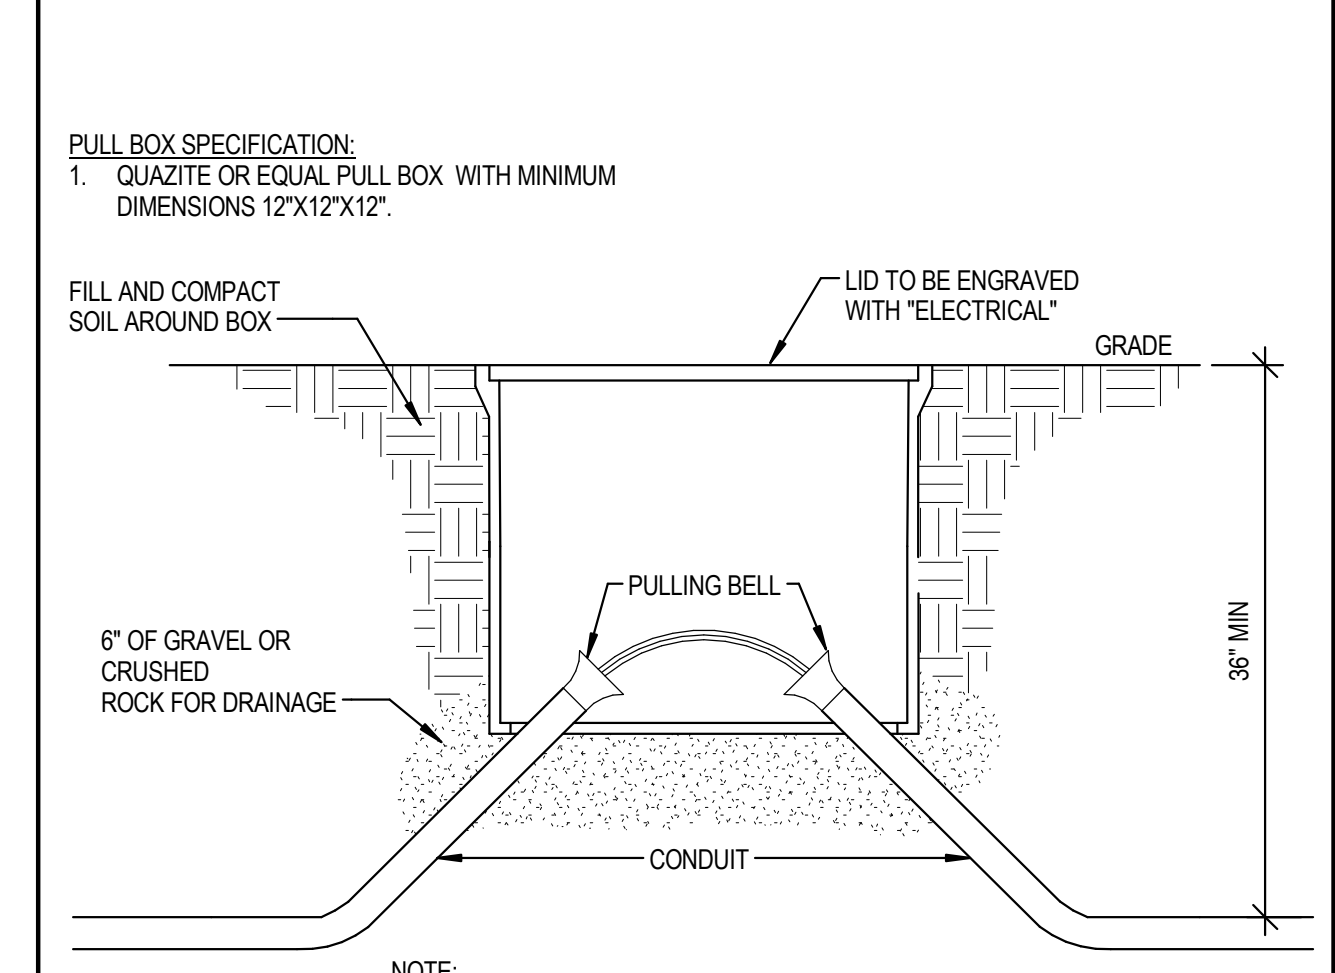 PULL BOX SPECIFICATION:
1. QUAZITE OR EQUAL PULL BOX WITH MINIMUM
DIMENSIONS 12"X12"X12".
FILL AND COMPACT
SOIL AROUND BOX
LID TO BE ENGRAVED
WITH "ELECTRICAL"
GRADE
PULLING BELL
6" OF GRAVEL OR
CRUSHED
ROCK FOR DRAINAGE
36" MIN
CONDUIT
NOTE: